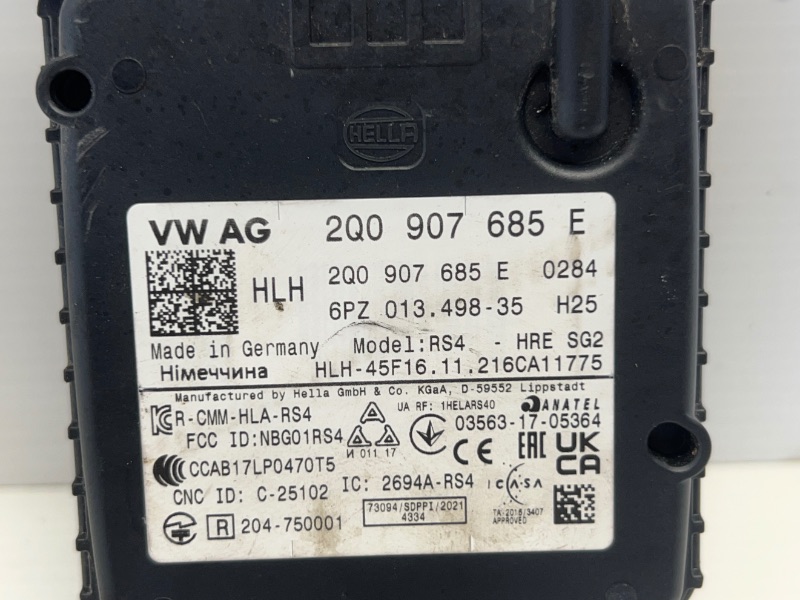 HELLA
VW AG 2Q0 907 685 E
HLH 2Q0 907 685 E 0284
6PZ 013.498-35 H25
Made in Germany Model:RS4 - HRE SG2
Німеччина HLH-45F16.11.216CA11775
Manufactured by Hella GmbH & Co. KGaA, D-59552 Lippstadt
R-CMM-HLA-RS4 UA RF: 1HELARS40 ANATEL
FCC ID:NBG01RS4 И 011 17 03563-17-05364
CCC CCAB17LP0470T5 CE EAC UK CA
CNC ID: C-25102 IC: 2694A-RS4 ICASA
R 204-750001 73094/SDPPI/2021 TA-2016/3407
4334 APPROVED